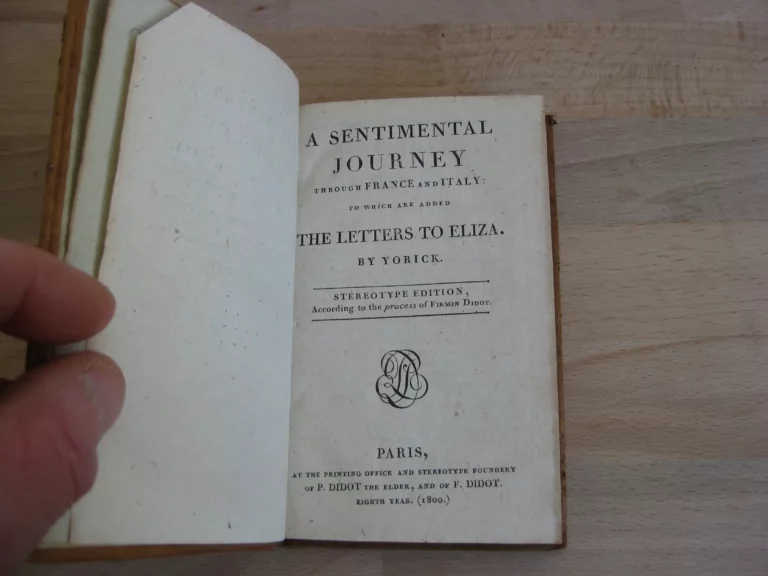 A SENTIMENTAL
JOURNEY
THROUGH FRANCE AND ITALY:
TO WHICH ARE ADDED
THE LETTERS TO ELIZA.
BY YORICK.
STEREOTYPE EDITION,
According to the process of FIRMIN DIDOT.
PARIS,
AT THE PRINTING OFFICE AND STEREOTYPE FOUNDERY
OF P. DIDOT THE ELDER, AND OF F. DIDOT.
EIGHTH YEAR. (1800.)